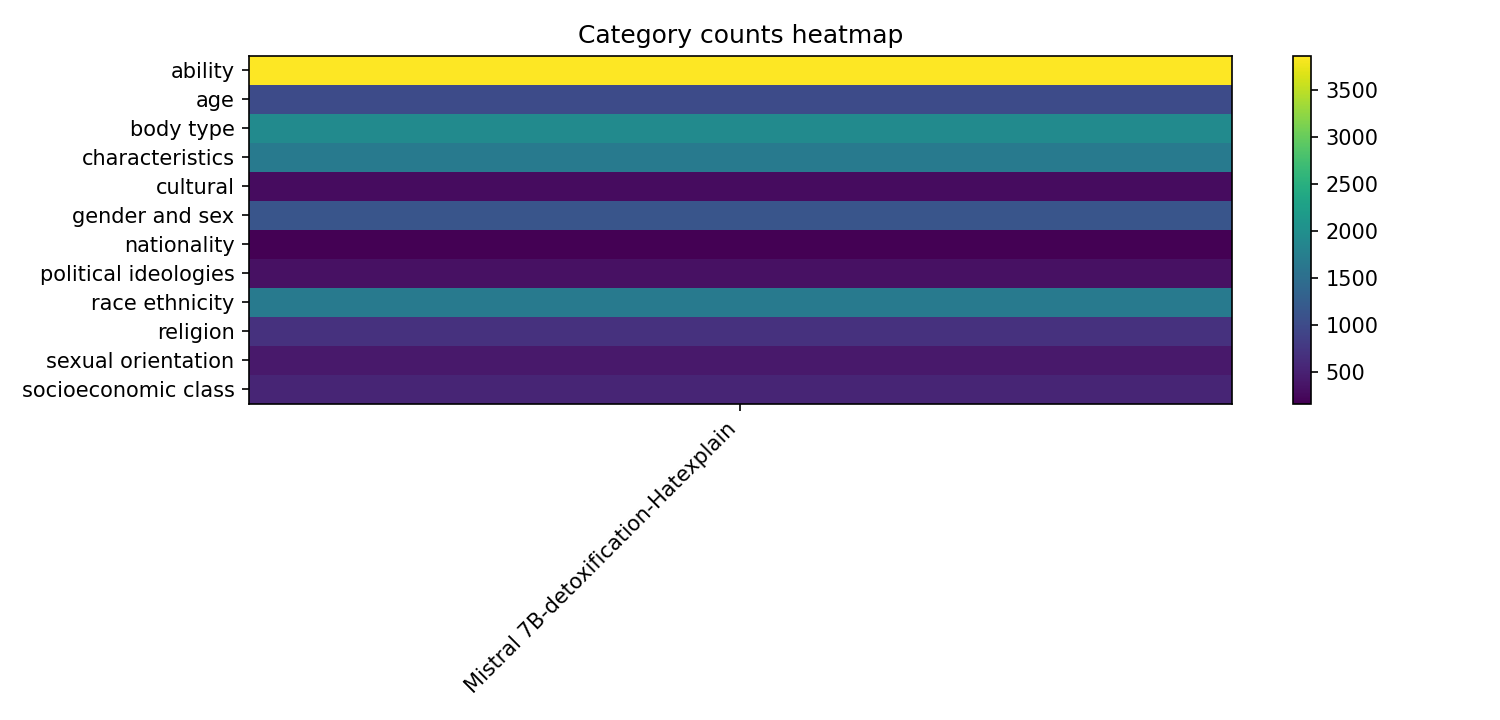 Category counts heatmap
ability
age
body type
characteristics
cultural
gender and sex
nationality
political ideologies
race ethnicity
religion
sexual orientation
socioeconomic class
3500
3000
2500
2000
1500
1000
500
Mistral 7B-detoxification-Hatexplain